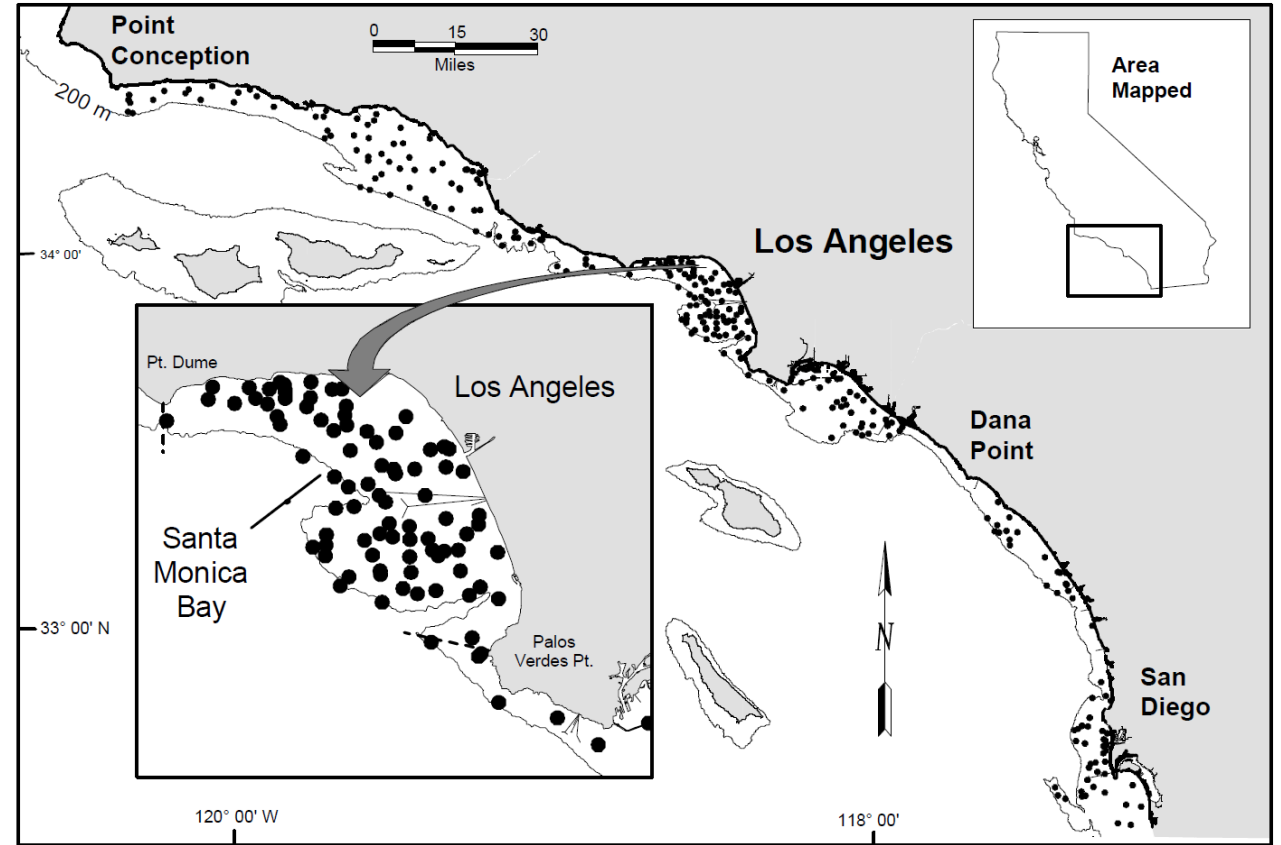 Point
Conception
0 15 30
Miles
200 m
Area
Mapped
34° 00'
Los Angeles
Pt. Dume
Los Angeles
Dana
Point
Santa
Monica
Bay
33° 00' N
N
Palos
Verdes Pt.
San
Diego
120° 00' W
118° 00'